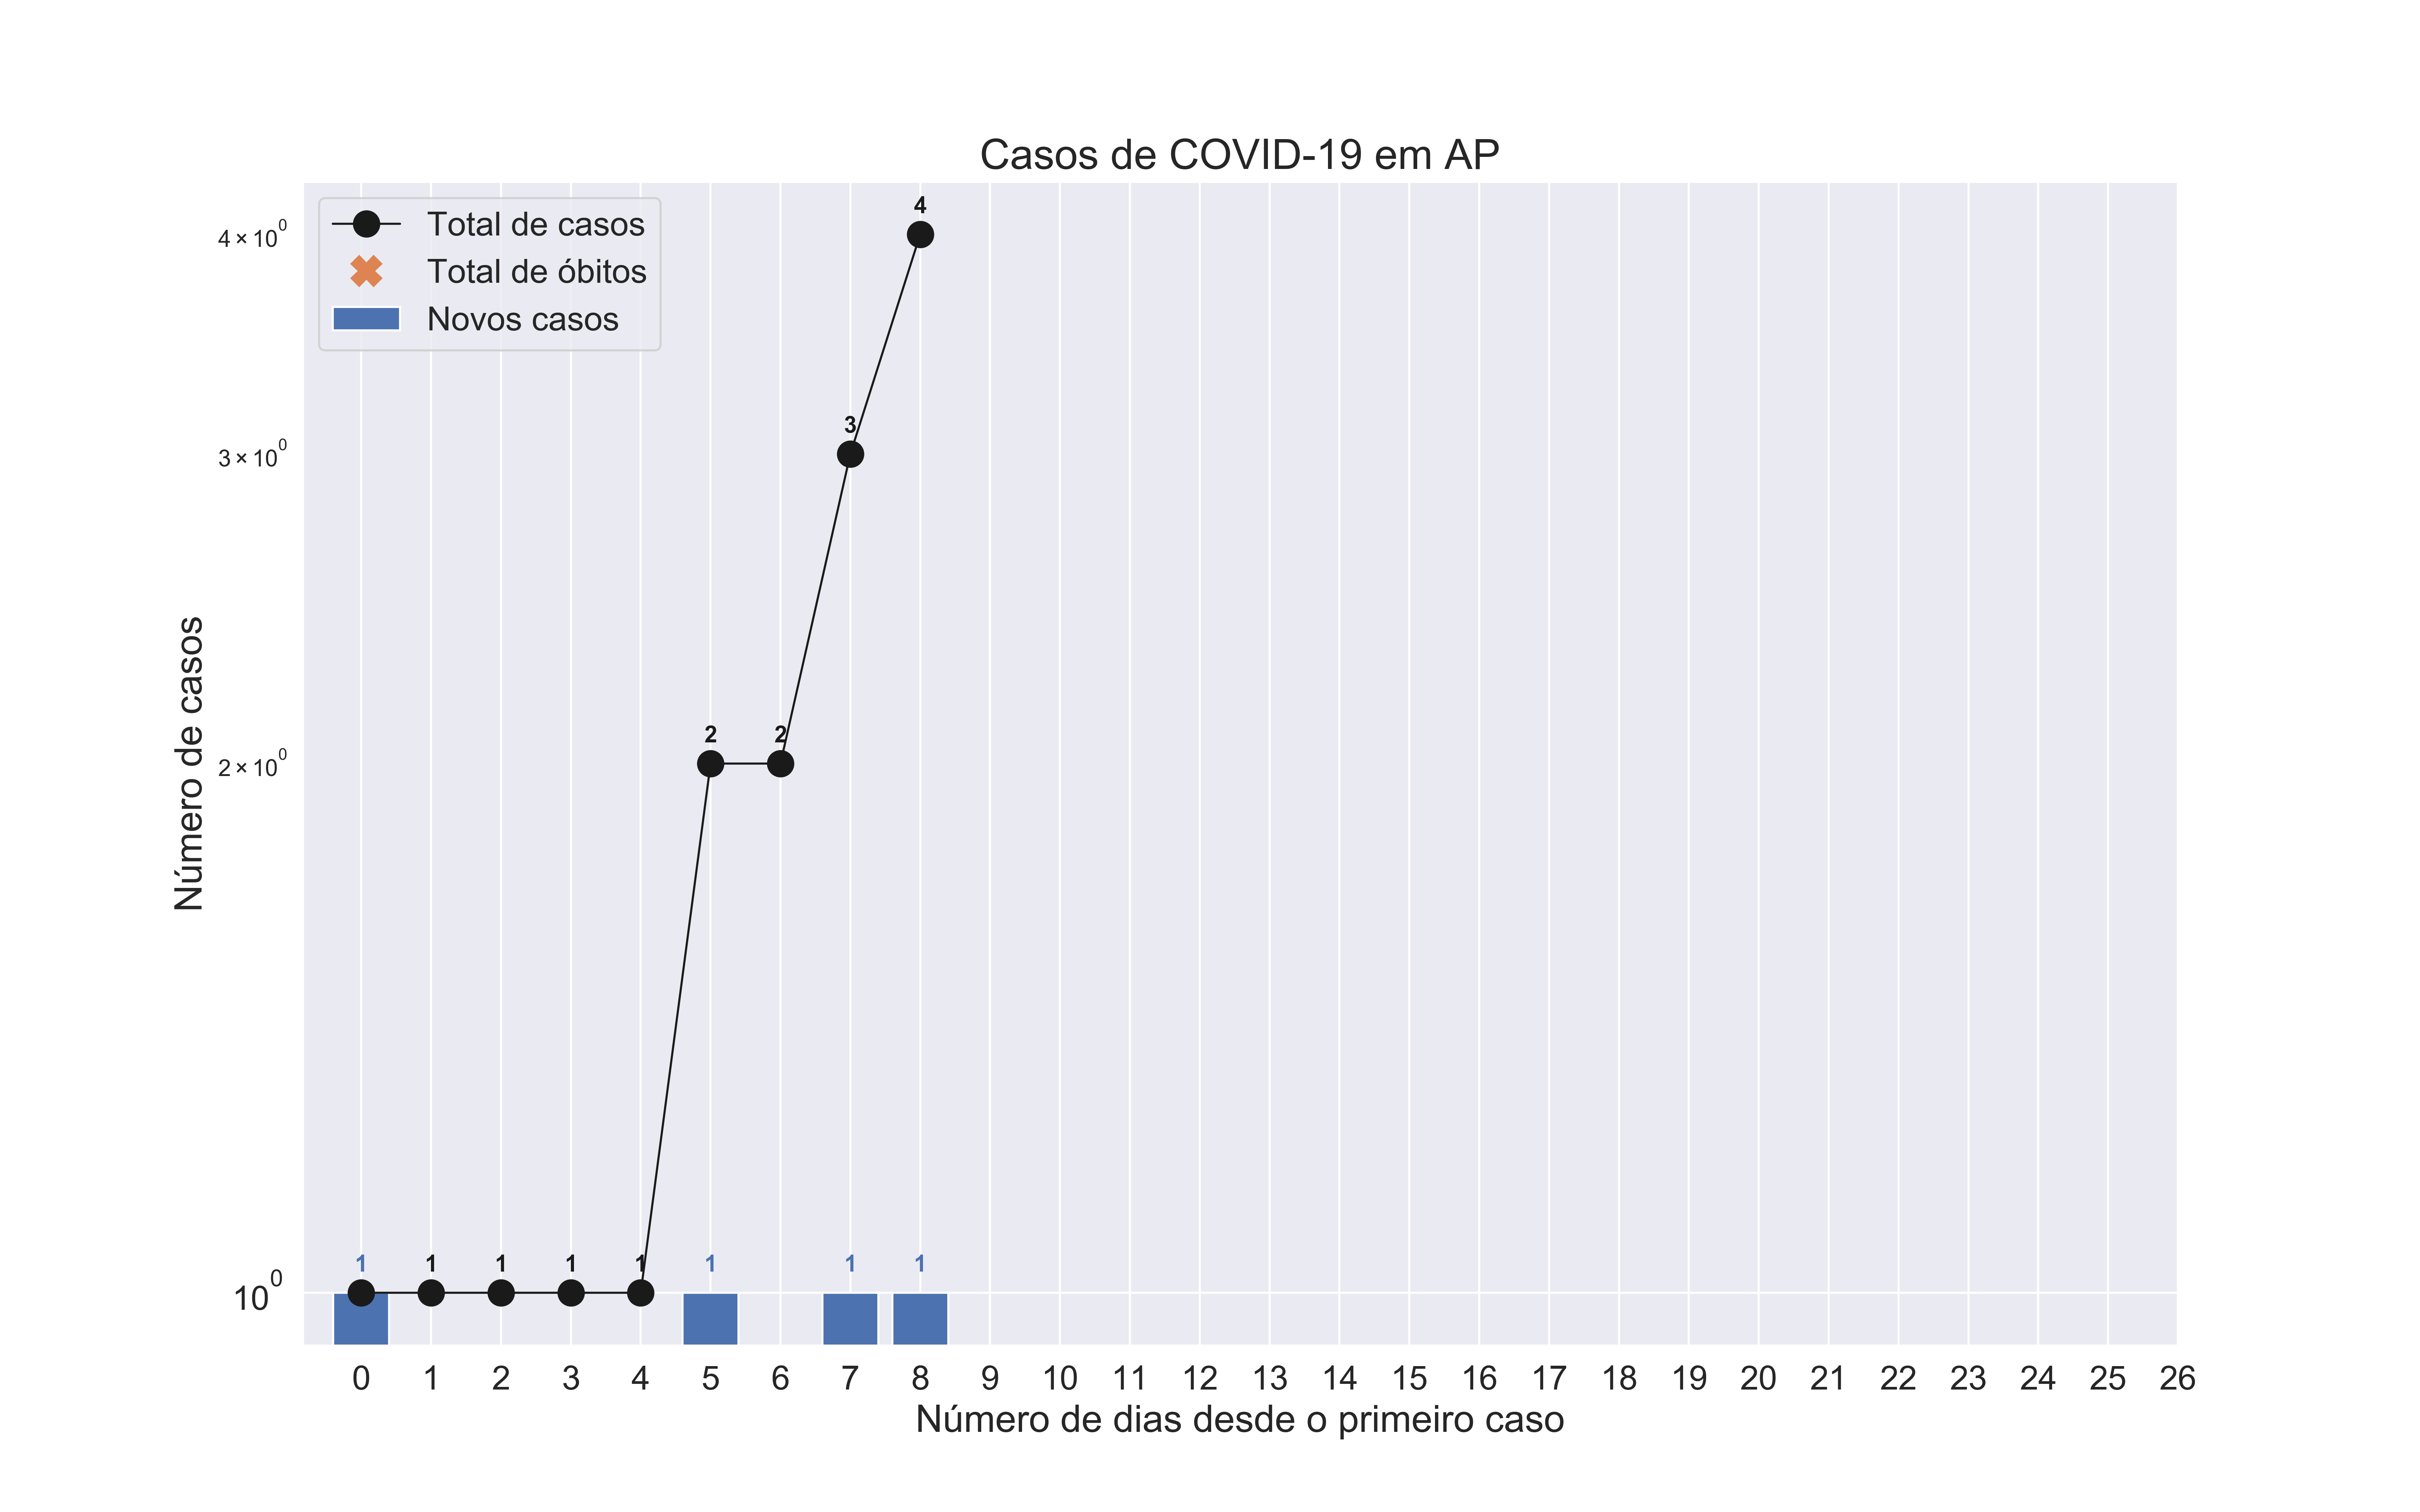 Casos de COVID-19 em AP
Total de casos
Total de óbitos
Novos casos
Número de casos
4 × 10⁰
3 × 10⁰
2 × 10⁰
10⁰
4
3
2 2
1 1 1 1 1 1 1 1
0 1 2 3 4 5 6 7 8 9 10 11 12 13 14 15 16 17 18 19 20 21 22 23 24 25 26
Número de dias desde o primeiro caso